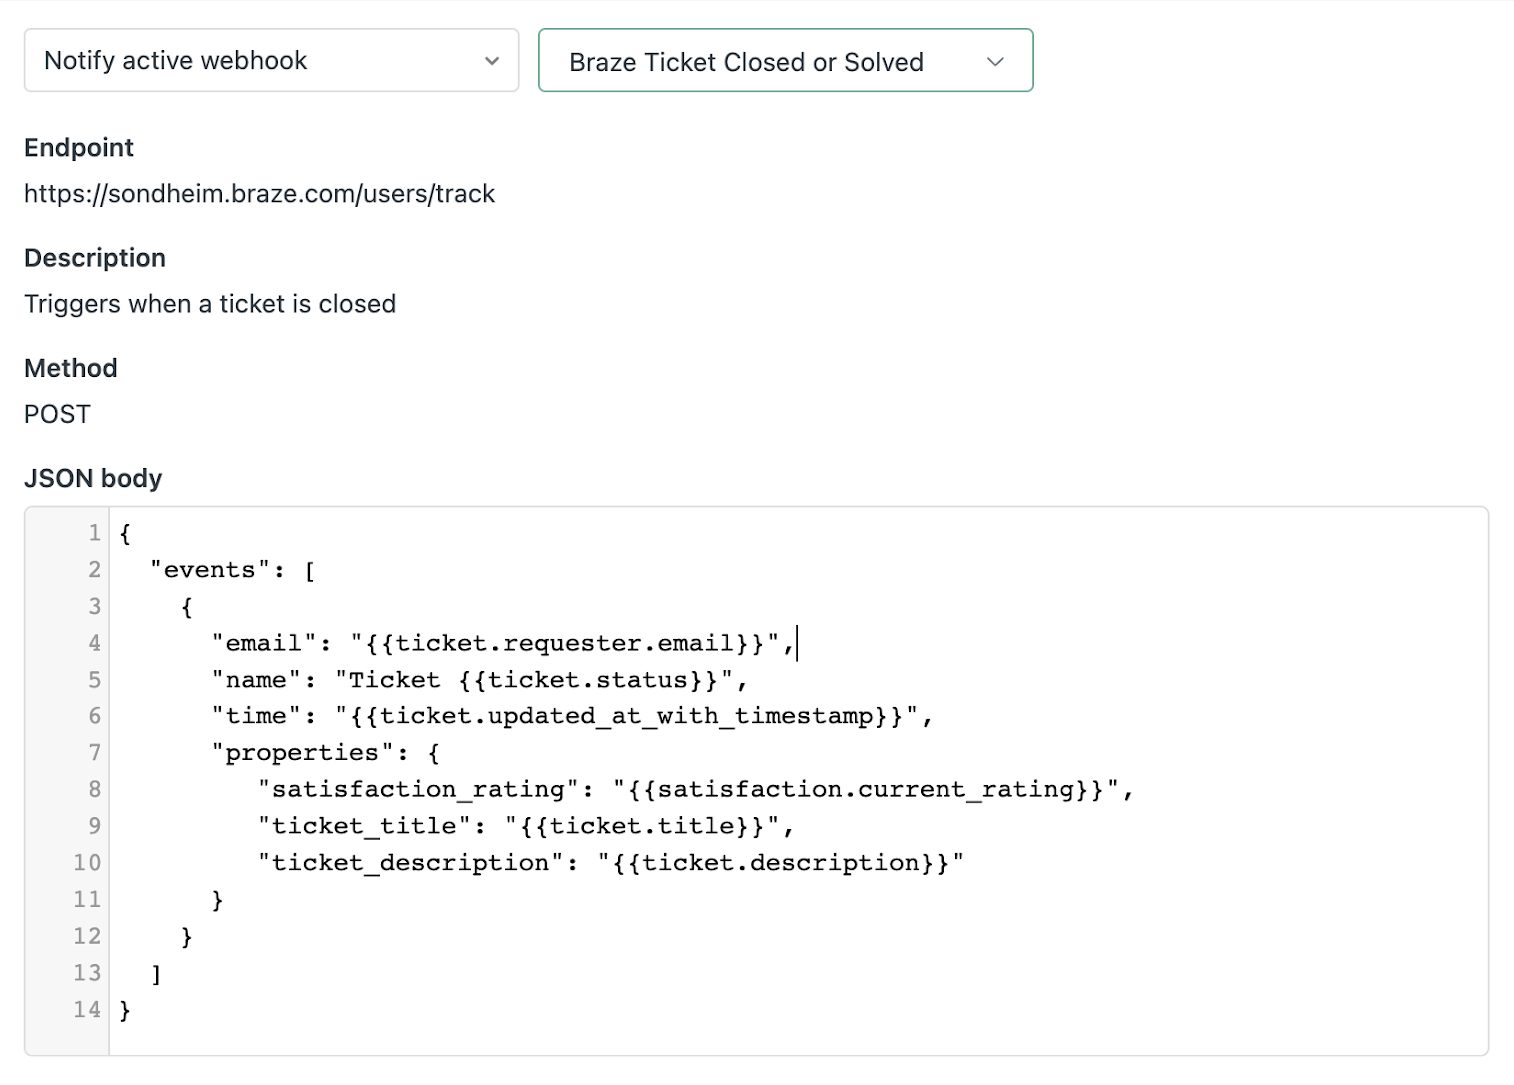 Notify active webhook
Braze Ticket Closed or Solved
Endpoint
https://sondheim.braze.com/users/track
Description
Triggers when a ticket is closed
Method
POST
JSON body
1 {
2   "events": [
3     {
4       "email": "{{ticket.requester.email}}",
5       "name": "Ticket {{ticket.status}}",
6       "time": "{{ticket.updated_at_with_timestamp}}",
7       "properties": {
8          "satisfaction_rating": "{{satisfaction.current_rating}}",
9          "ticket_title": "{{ticket.title}}",
10          "ticket_description": "{{ticket.description}}"
11       }
12     }
13   ]
14 }